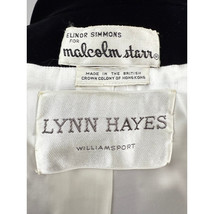 ELINOR SIMMONS
FOR
malcolm starr®
MADE IN THE BRITISH
CROWN COLONY OF HONG KONG
LYNN HAYES
WILLIAMSPORT